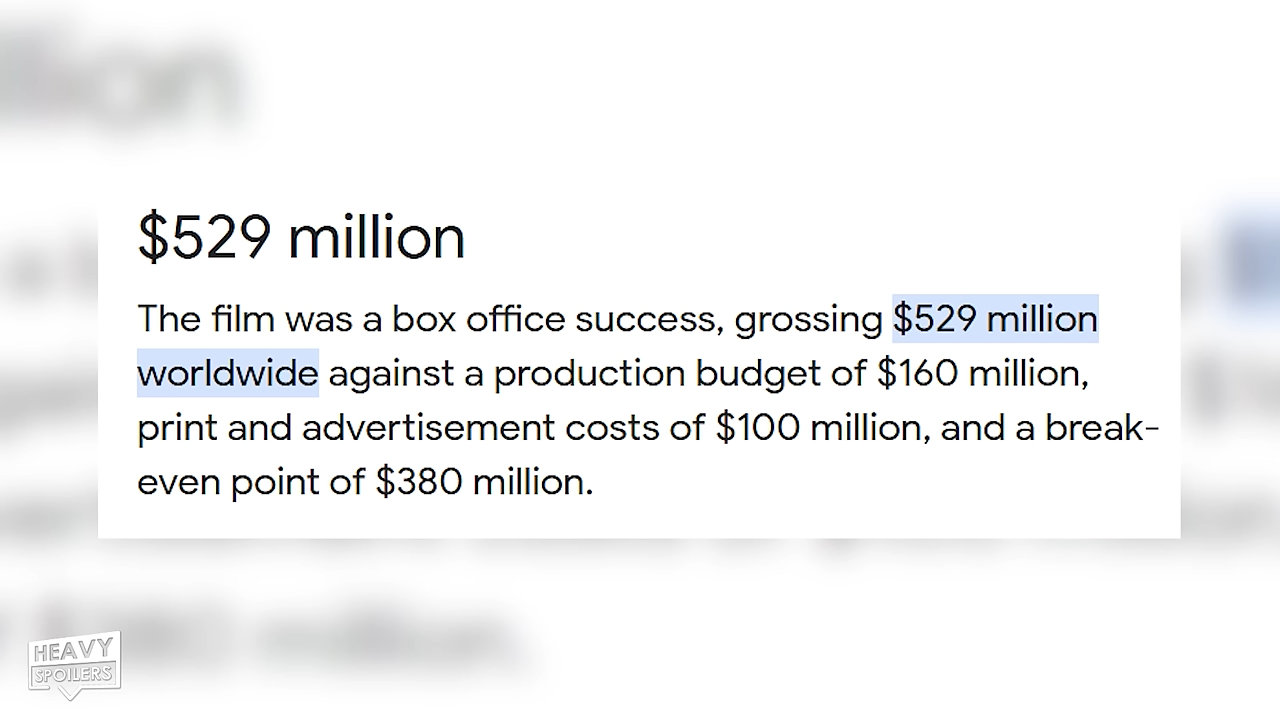 $529 million
The film was a box office success, grossing $529 million
worldwide against a production budget of $160 million,
print and advertisement costs of $100 million, and a break-
even point of $380 million.
HEAVY
SPOILERS